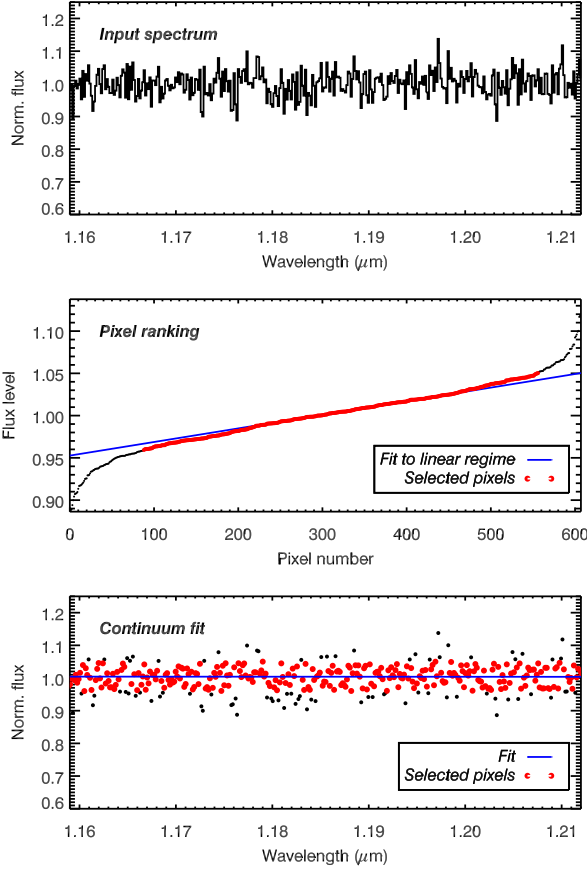 Input spectrum
Norm. flux
1.2
1.1
1.0
0.9
0.8
0.7
0.6
1.16 1.17 1.18 1.19 1.20 1.21
Wavelength (μm)
Pixel ranking
Flux level
1.10
1.05
1.00
0.95
0.90
Fit to linear regime
Selected pixels
0 100 200 300 400 500 600
Pixel number
Continuum fit
Norm. flux
1.2
1.1
1.0
0.9
0.8
0.7
0.6
Fit
Selected pixels
1.16 1.17 1.18 1.19 1.20 1.21
Wavelength (μm)